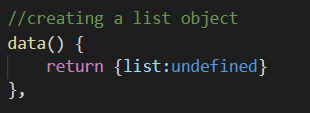 //creating a list object
data() {
    return {list:undefined}
},